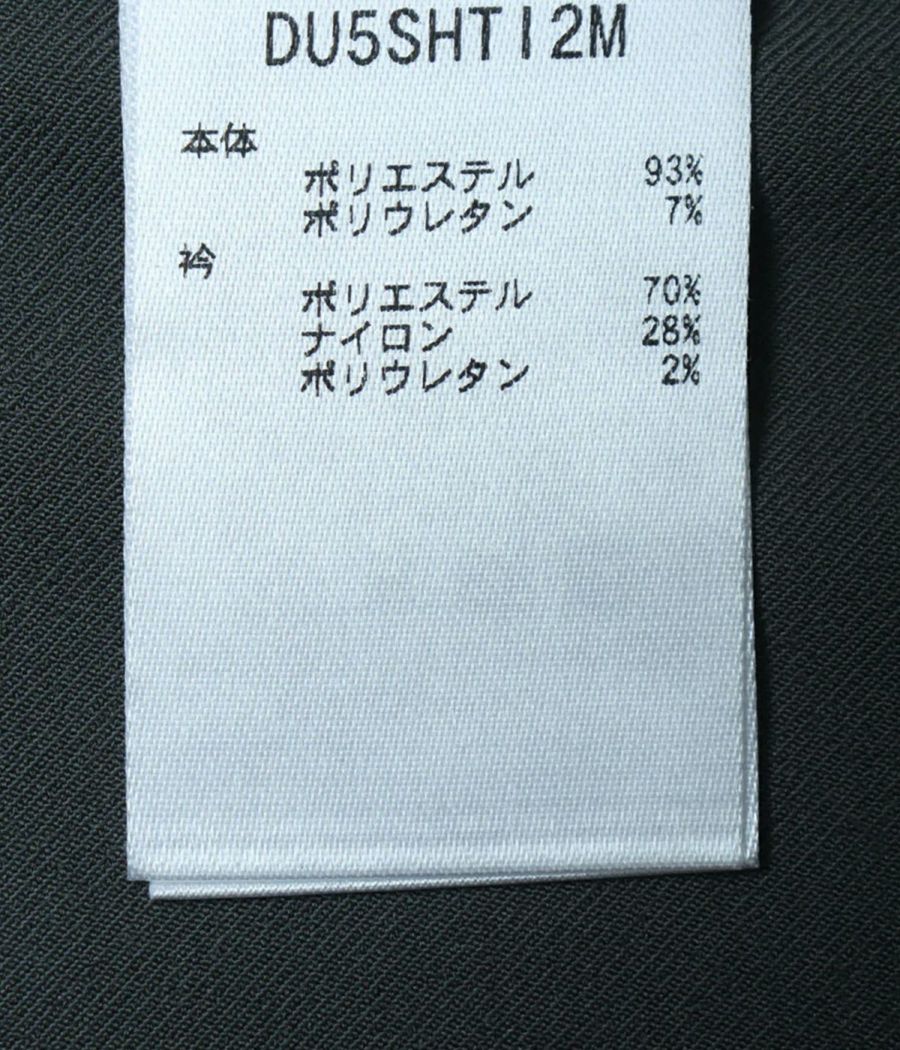 DU5SHT12M
本体
ポリエステル 93%
ポリウレタン 7%
衿
ポリエステル 70%
ナイロン 28%
ポリウレタン 2%